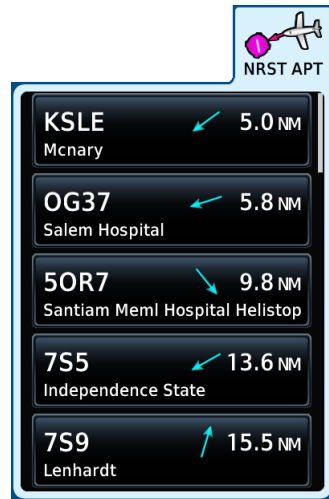 NRST APT
KSLE 5.0 NM
Mcnary
OG37 5.8 NM
Salem Hospital
5OR7 9.8 NM
Santiam Meml Hospital Helistop
7S5 13.6 NM
Independence State
7S9 15.5 NM
Lenhardt